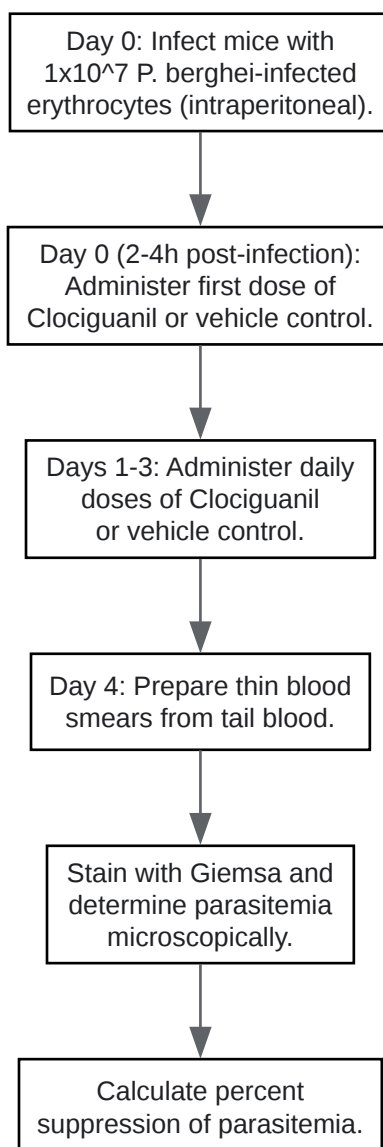 Day 0: Infect mice with
1x10^7 P. berghei-infected
erythrocytes (intraperitoneal).
Day 0 (2-4h post-infection):
Administer first dose of
Clociguanil or vehicle control.
Days 1-3: Administer daily
doses of Clociguanil
or vehicle control.
Day 4: Prepare thin blood
smears from tail blood.
Stain with Giemsa and
determine parasitemia
microscopically.
Calculate percent
suppression of parasitemia.